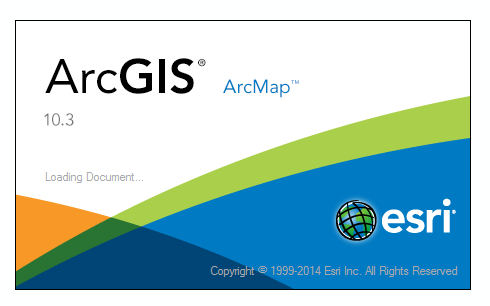 ArcGIS® ArcMap™
10.3
Loading Document...
esri®
Copyright © 1999-2014 Esri Inc. All Rights Reserved